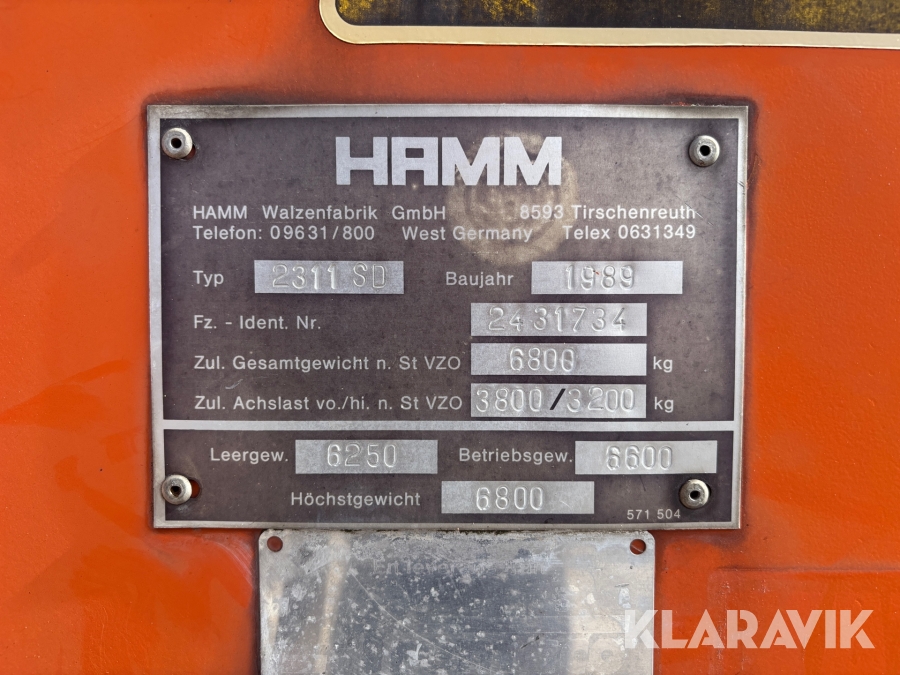 HAMM
HAMM Walzenfabrik GmbH 8593 Tirschenreuth
Telefon: 09631/800 West Germany Telex 0631349
Typ 2311 SD Baujahr 1989
Fz. - Ident. Nr. 2431734
Zul. Gesamtgewicht n. St VZO 6800 kg
Zul. Achslast vo./hi. n. St VZO 3800/3200 kg
Leergew. 6250 Betriebsgew. 6600
Höchstgewicht 6800
571 504
KLARAVIK